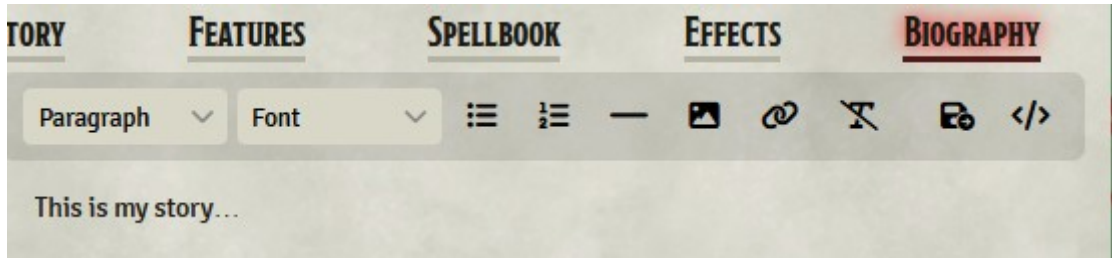 TORY FEATURES SPELLBOOK EFFECTS BIOGRAPHY
Paragraph Font
This is my story...